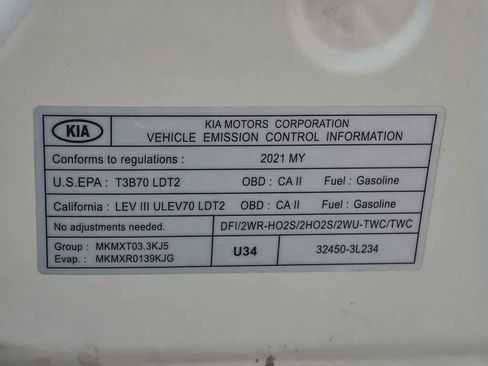 KIA
KIA MOTORS CORPORATION
VEHICLE EMISSION CONTROL INFORMATION
Conforms to regulations : 2021 MY
U.S.EPA : T3B70 LDT2 OBD : CA II Fuel : Gasoline
California : LEV III ULEV70 LDT2 OBD : CA II Fuel : Gasoline
No adjustments needed. DFI/2WR-HO2S/2HO2S/2WU-TWC/TWC
Group : MKMXT03.3KJ5 U34 32450-3L234
Evap. : MKMXR0139KJG